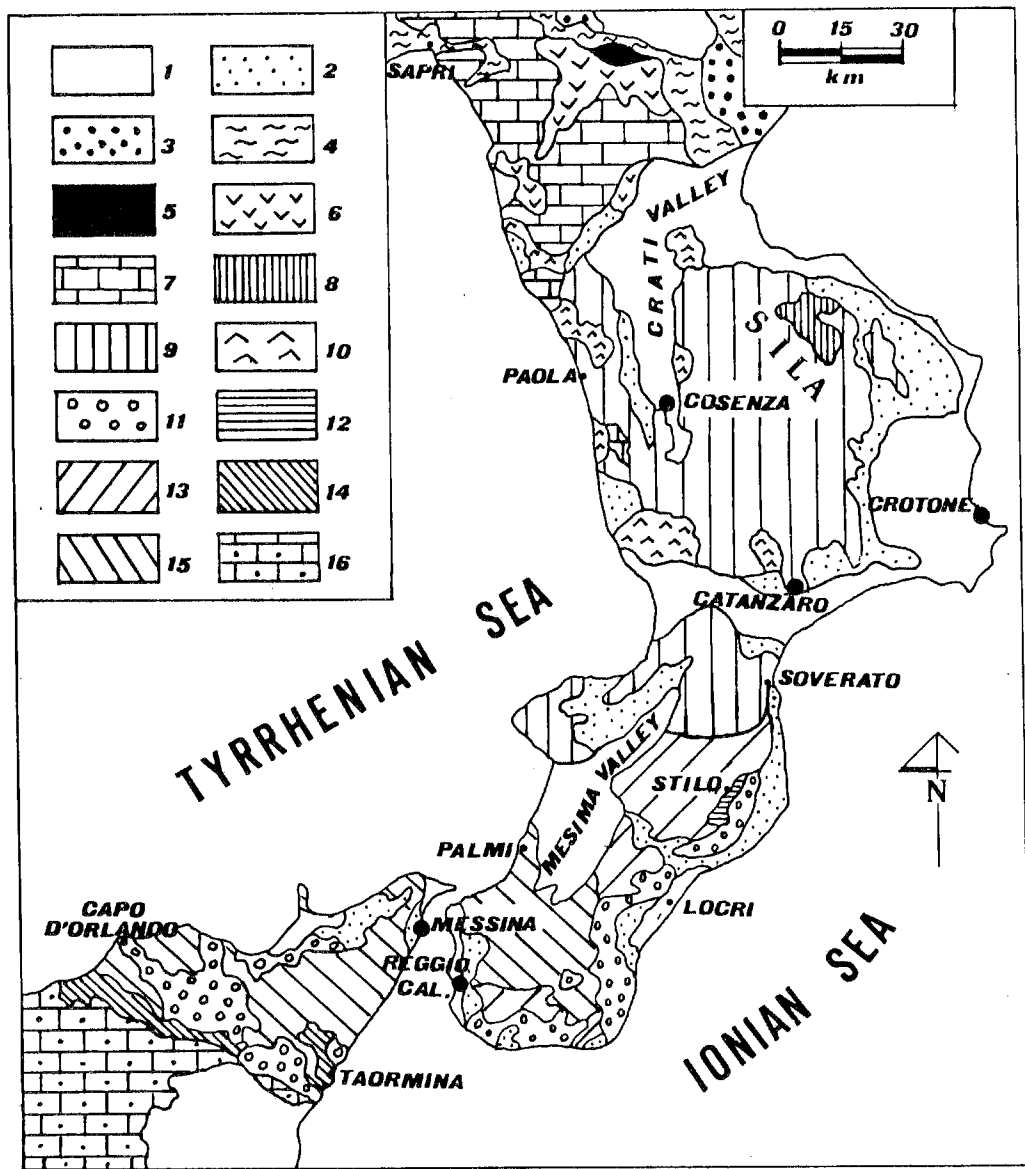 1 2
3 4
5 6
7 8
9 10
11 12
13 14
15 16
0 15 30
km
SAPRI
CRATI VALLEY
SILA
PAOLA
COSENZA
CROTONE
CATANZARO
TYRRHENIAN SEA
SOVERATO
MESIMA VALLEY
STILO
N
PALMI
LOCRI
CAPO
D'ORLANDO
MESSINA
REGGIO
CAL.
IONIAN SEA
TAORMINA